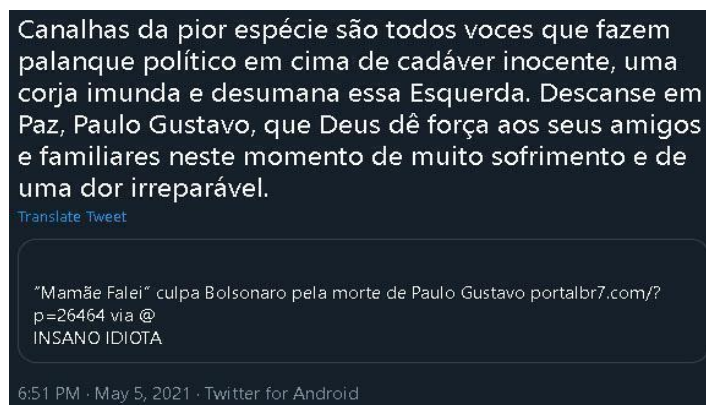 Canalhas da pior espécie são todos voces que fazem
palanque político em cima de cadáver inocente, uma
corja imunda e desumana essa Esquerda. Descanse em
Paz, Paulo Gustavo, que Deus dê força aos seus amigos
e familiares neste momento de muito sofrimento e de
uma dor irreparável.
Translate Tweet
"Mamãe Falei" culpa Bolsonaro pela morte de Paulo Gustavo portalbr7.com/?
p=26464 via @
INSANO IDIOTA
6:51 PM · May 5, 2021 · Twitter for Android